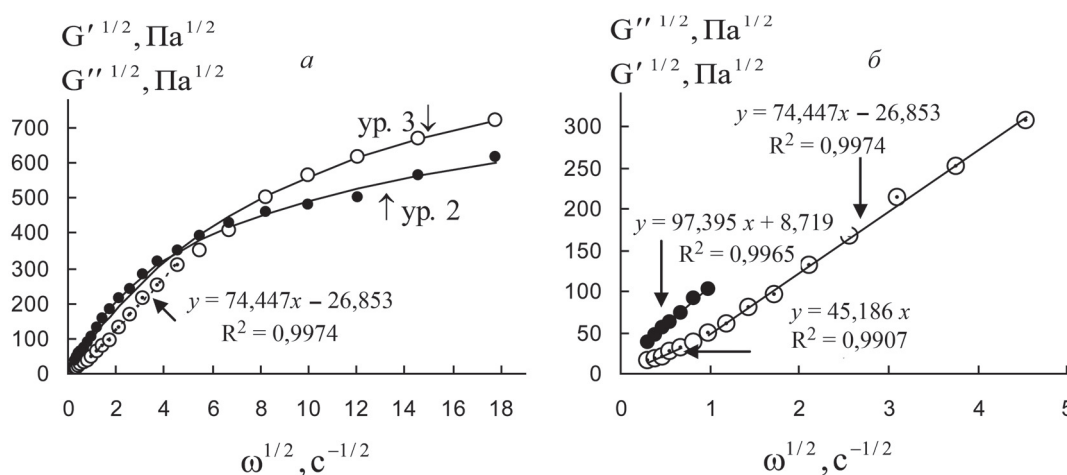 G′ 1/2, Па1/2
G″ 1/2, Па1/2
а
700
600
500
400
300
200
100
0
ур. 3 ↓
↑ ур. 2
y = 74,447x – 26,853
R2 = 0,9974
0 2 4 6 8 10 12 14 16 18
ω1/2, с–1/2
G″ 1/2, Па1/2
G′ 1/2, Па1/2
б
300
250
200
150
100
50
0
y = 74,447x – 26,853
R2 = 0,9974
y = 97,395 x + 8,719
R2 = 0,9965
y = 45,186 x
R2 = 0,9907
0 1 2 3 4 5
ω1/2, с–1/2